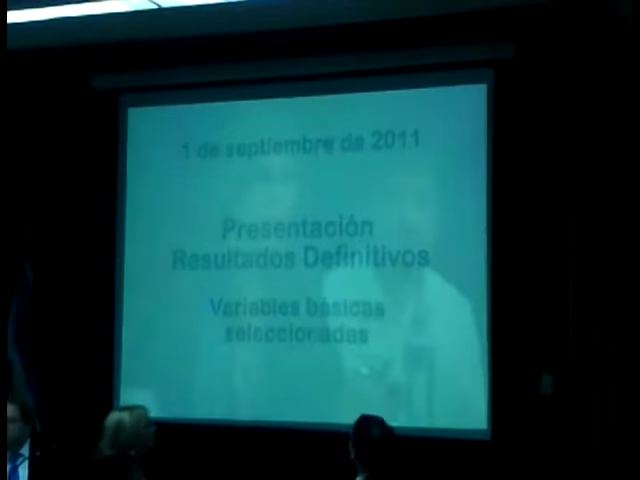 1 de septiembre de 2011
Presentación
Resultados Definitivos
Variables básicas
seleccionadas